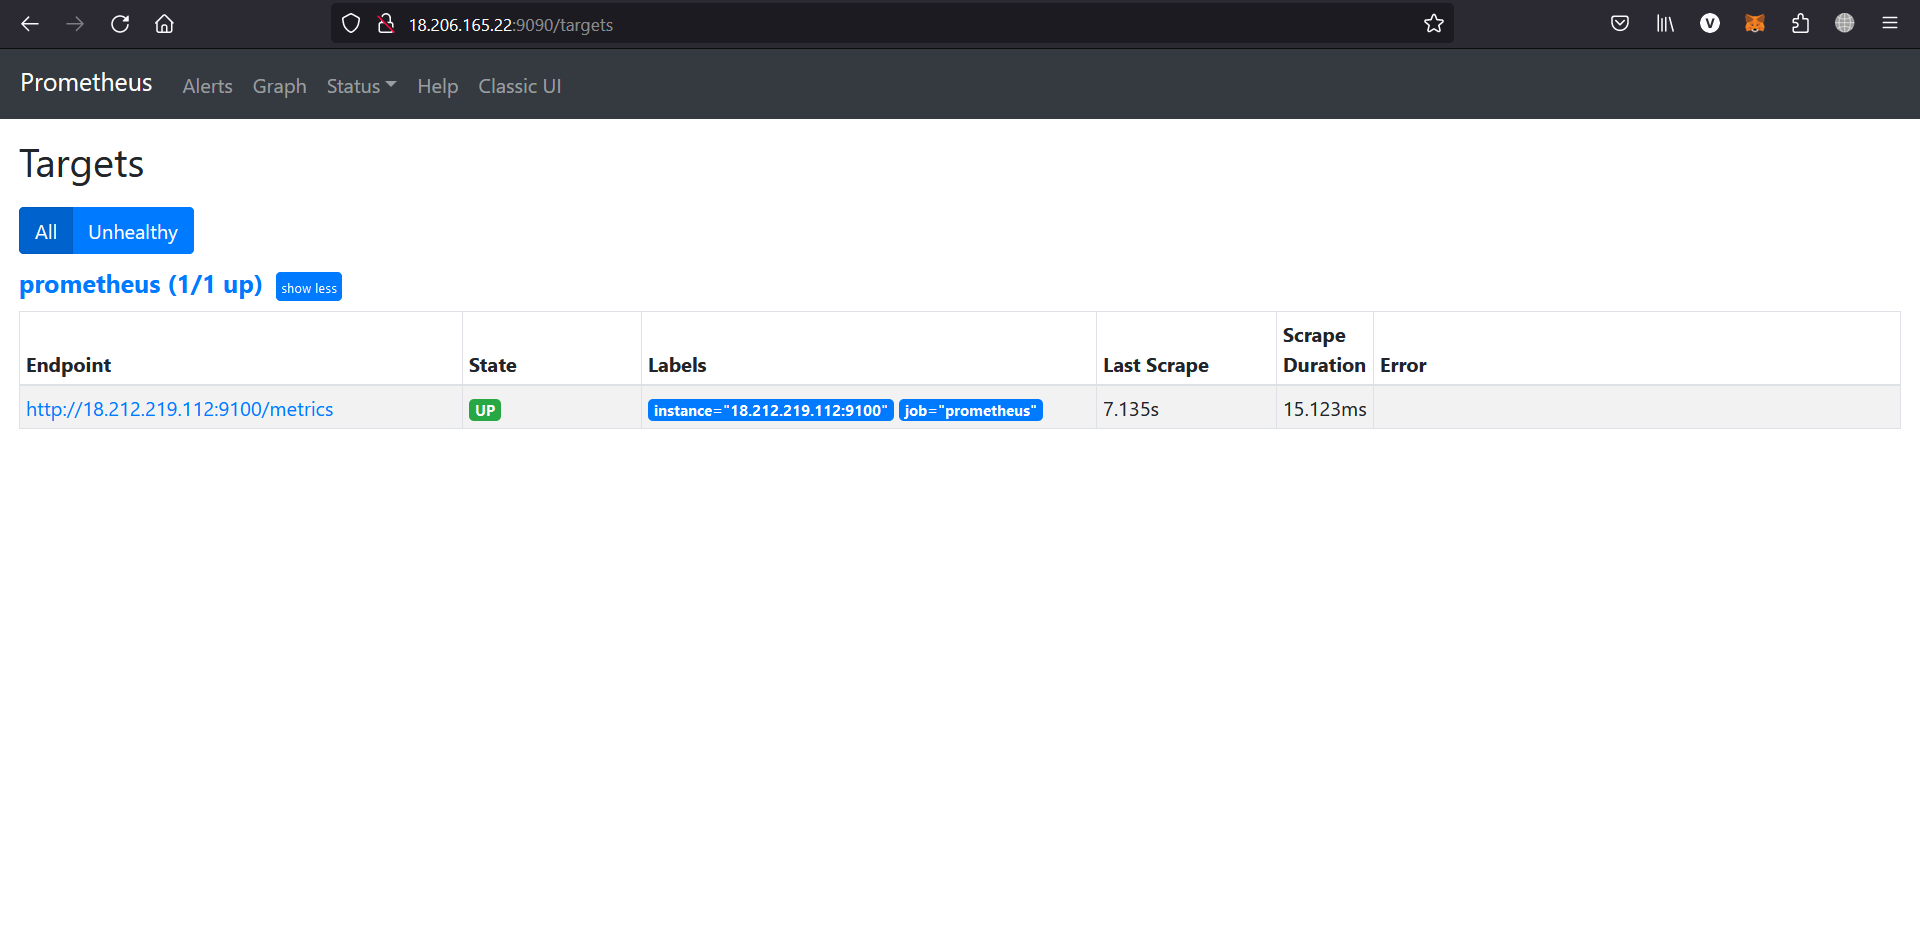 18.206.165.22:9090/targets
V
Prometheus Alerts Graph Status Help Classic UI
Targets
All Unhealthy
prometheus (1/1 up) show less
Endpoint State Labels Last Scrape Scrape Duration Error
http://18.212.219.112:9100/metrics UP instance="18.212.219.112:9100" job="prometheus" 7.135s 15.123ms